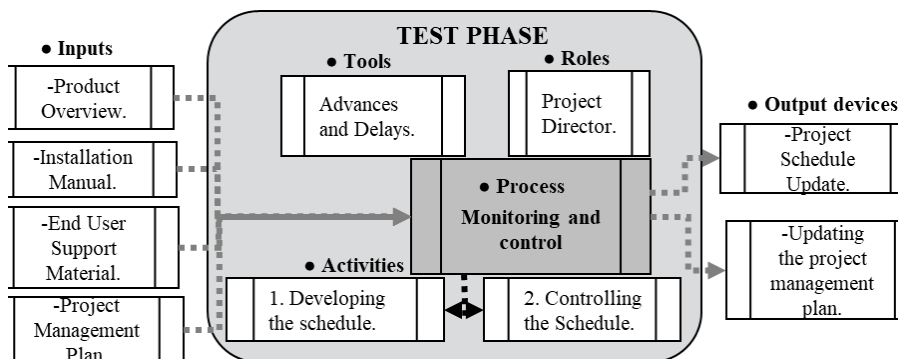 TEST PHASE
● Inputs
-Product
Overview.
-Installation
Manual.
-End User
Support
Material.
-Project
Management
Plan
● Tools
Advances
and Delays.
● Roles
Project
Director.
● Process
Monitoring and
control
● Activities
1. Developing
the schedule.
2. Controlling
the Schedule.
● Output devices
-Project
Schedule
Update.
-Updating
the project
management
plan.